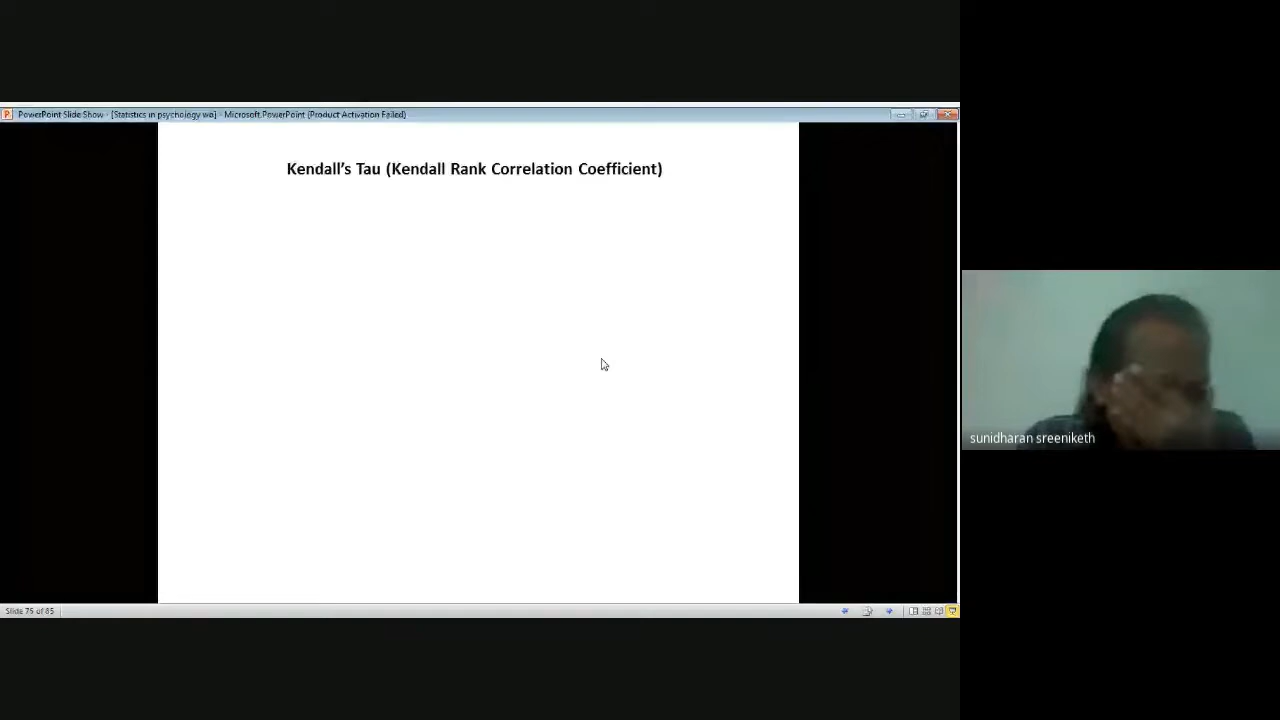 PowerPoint Slide Show - [Statistics in psychology wa] - Microsoft PowerPoint (Product Activation Failed)
Kendall's Tau (Kendall Rank Correlation Coefficient)
sunidharan sreeniketh
Slide 75 of 85